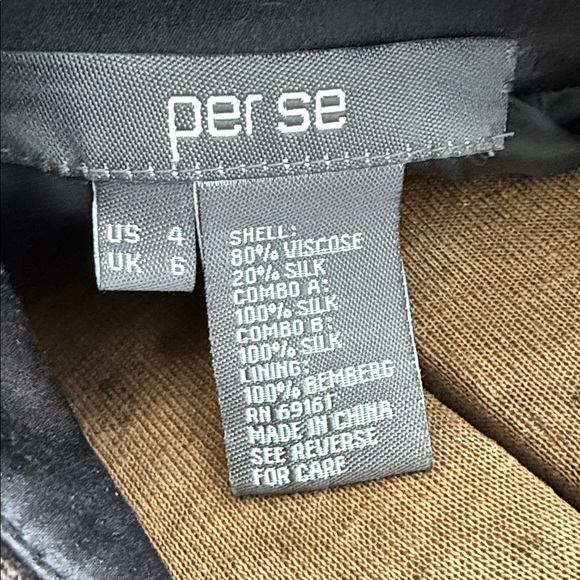 per se
US 4
UK 6
SHELL:
80% VISCOSE
20% SILK
COMBO A:
100% SILK
COMBO B:
100% SILK
LINING:
100% BEMBERG
RN 69161
MADE IN CHINA
SEE REVERSE
FOR CARE